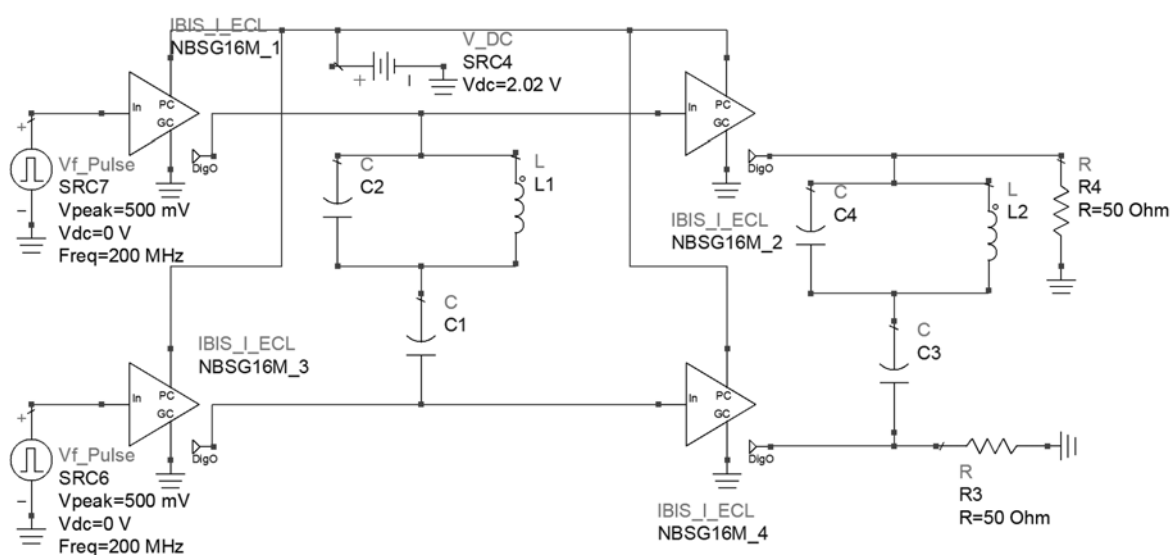 IBIS_I_ECL
NBSG16M_1
V_DC
SRC4
Vdc=2.02 V
+
In
PC
GC
DigO
+
Vf_Pulse
SRC7
Vpeak=500 mV
Vdc=0 V
Freq=200 MHz
-
C
C2
L
L1
In
PC
GC
DigO
IBIS_I_ECL
NBSG16M_2
C
C4
L
L2
R
R4
R=50 Ohm
C
C1
C
C3
IBIS_I_ECL
NBSG16M_3
In
PC
GC
DigO
+
Vf_Pulse
SRC6
Vpeak=500 mV
Vdc=0 V
Freq=200 MHz
-
In
PC
GC
DigO
IBIS_I_ECL
NBSG16M_4
R
R3
R=50 Ohm